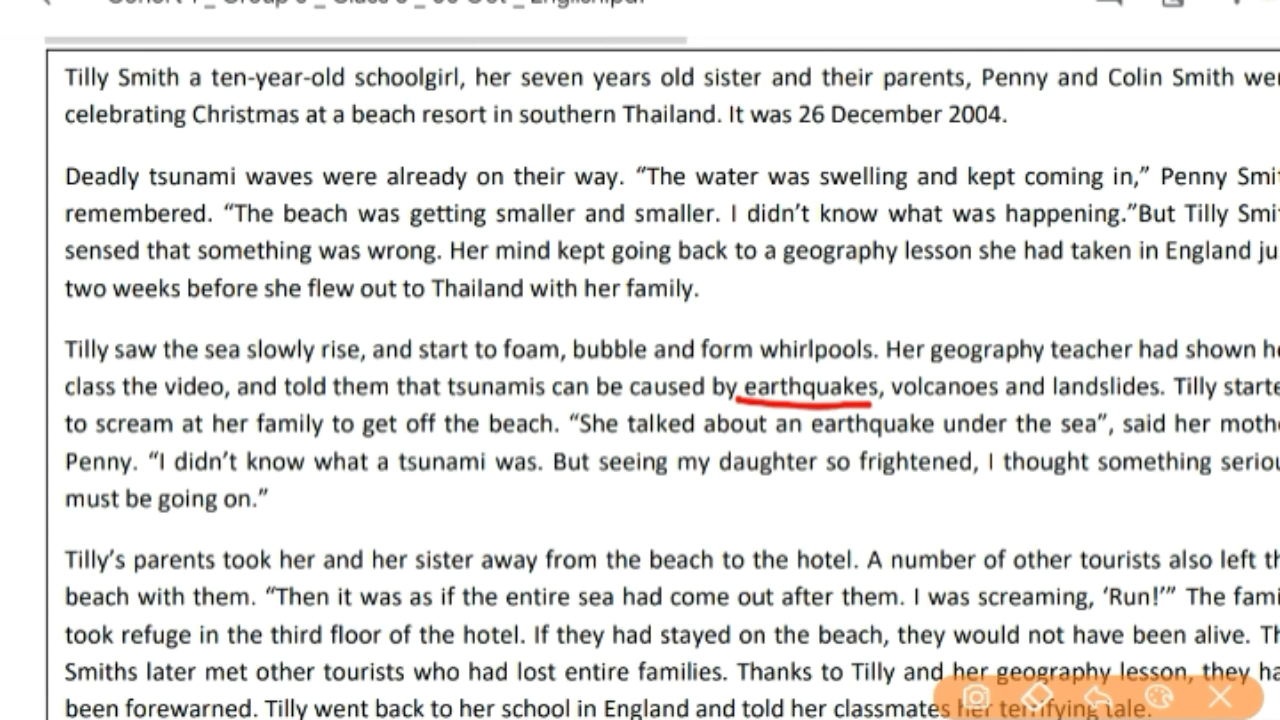 Tilly Smith a ten-year-old schoolgirl, her seven years old sister and their parents, Penny and Colin Smith
celebrating Christmas at a beach resort in southern Thailand. It was 26 December 2004.
Deadly tsunami waves were already on their way. “The water was swelling and kept coming in,” Penny
remembered. “The beach was getting smaller and smaller. I didn’t know what was happening.”But Tilly
sensed that something was wrong. Her mind kept going back to a geography lesson she had taken in England
two weeks before she flew out to Thailand with her family.
Tilly saw the sea slowly rise, and start to foam, bubble and form whirlpools. Her geography teacher had shown
class the video, and told them that tsunamis can be caused by earthquakes, volcanoes and landslides. Tilly
to scream at her family to get off the beach. “She talked about an earthquake under the sea”, said her
Penny. “I didn’t know what a tsunami was. But seeing my daughter so frightened, I thought something
must be going on.”
Tilly’s parents took her and her sister away from the beach to the hotel. A number of other tourists also left
beach with them. “Then it was as if the entire sea had come out after them. I was screaming, ‘Run!’” The
took refuge in the third floor of the hotel. If they had stayed on the beach, they would not have been alive.
Smiths later met other tourists who had lost entire families. Thanks to Tilly and her geography lesson, they
been forewarned. Tilly went back to her school in England and told her classmates her terrifying tale.